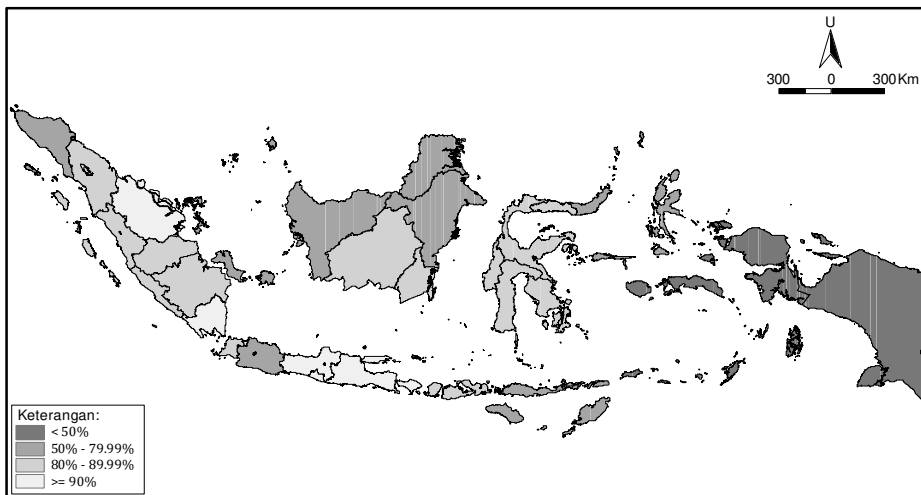 U
300 0 300 Km
Keterangan:
< 50%
50% - 79.99%
80% - 89.99%
>= 90%